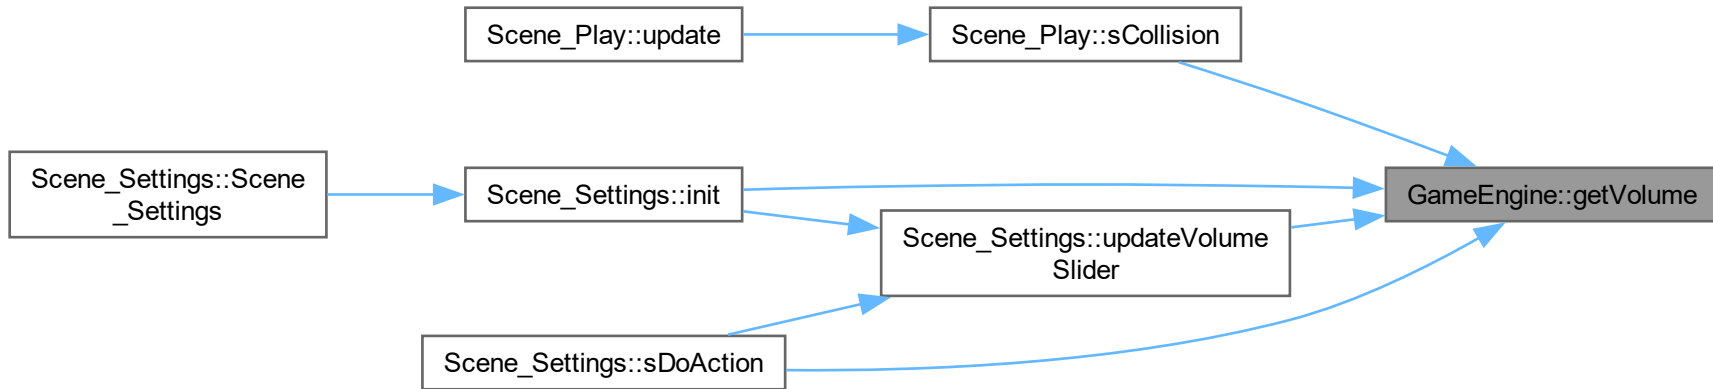 Scene_Play::update
Scene_Play::sCollision
Scene_Settings::Scene
_Settings
Scene_Settings::init
GameEngine::getVolume
Scene_Settings::updateVolume
Slider
Scene_Settings::sDoAction